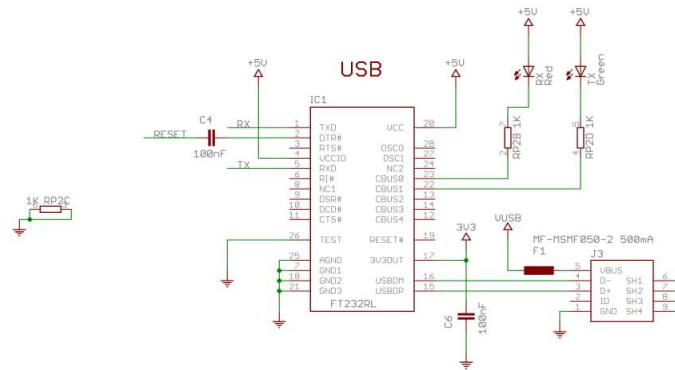 +5V +5V
USB
+5V +5V
RX Red
TX Green
IC1
C4
RESET
100nF
RX 1 TXD VCC 20
2 DTR#
3 RTS# OSCO 28
4 VCCIO OSCI 27
TX 5 RXD NC2 24
6 RI# CBUS0 23
8 NC1 CBUS1 22
9 DSR# CBUS2 13
10 DCD# CBUS3 14
11 CTS# CBUS4 12
7 RP2B 1K 2
5 RP2D 1K 4
1K RP2C
26 TEST RESET# 19
25 AGND 3V3OUT 17
7 GND1
18 GND2 USBDM 16
21 GND3 USBDP 15
FT232RL
3V3
C6 100nF
VUSB
MF-MSMF050-2 500mA
F1
J3
5 VBUS
4 D- SH1 6
3 D+ SH2 7
2 ID SH3 8
1 GND SH4 9